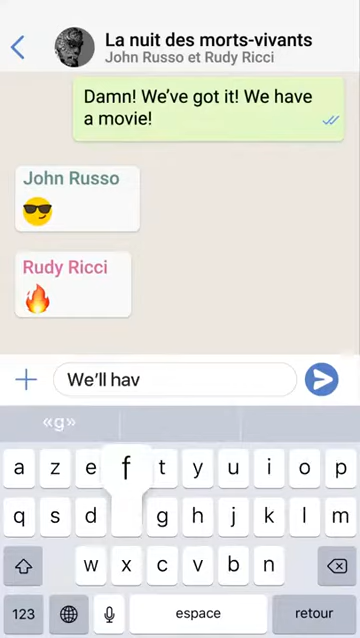 La nuit des morts-vivants
John Russo et Rudy Ricci
Damn! We've got it! We have
a movie!
John Russo
Rudy Ricci
We'll hav
«g»
a z e f t y u i o p
q s d g h j k l m
w x c v b n
123 espace retour